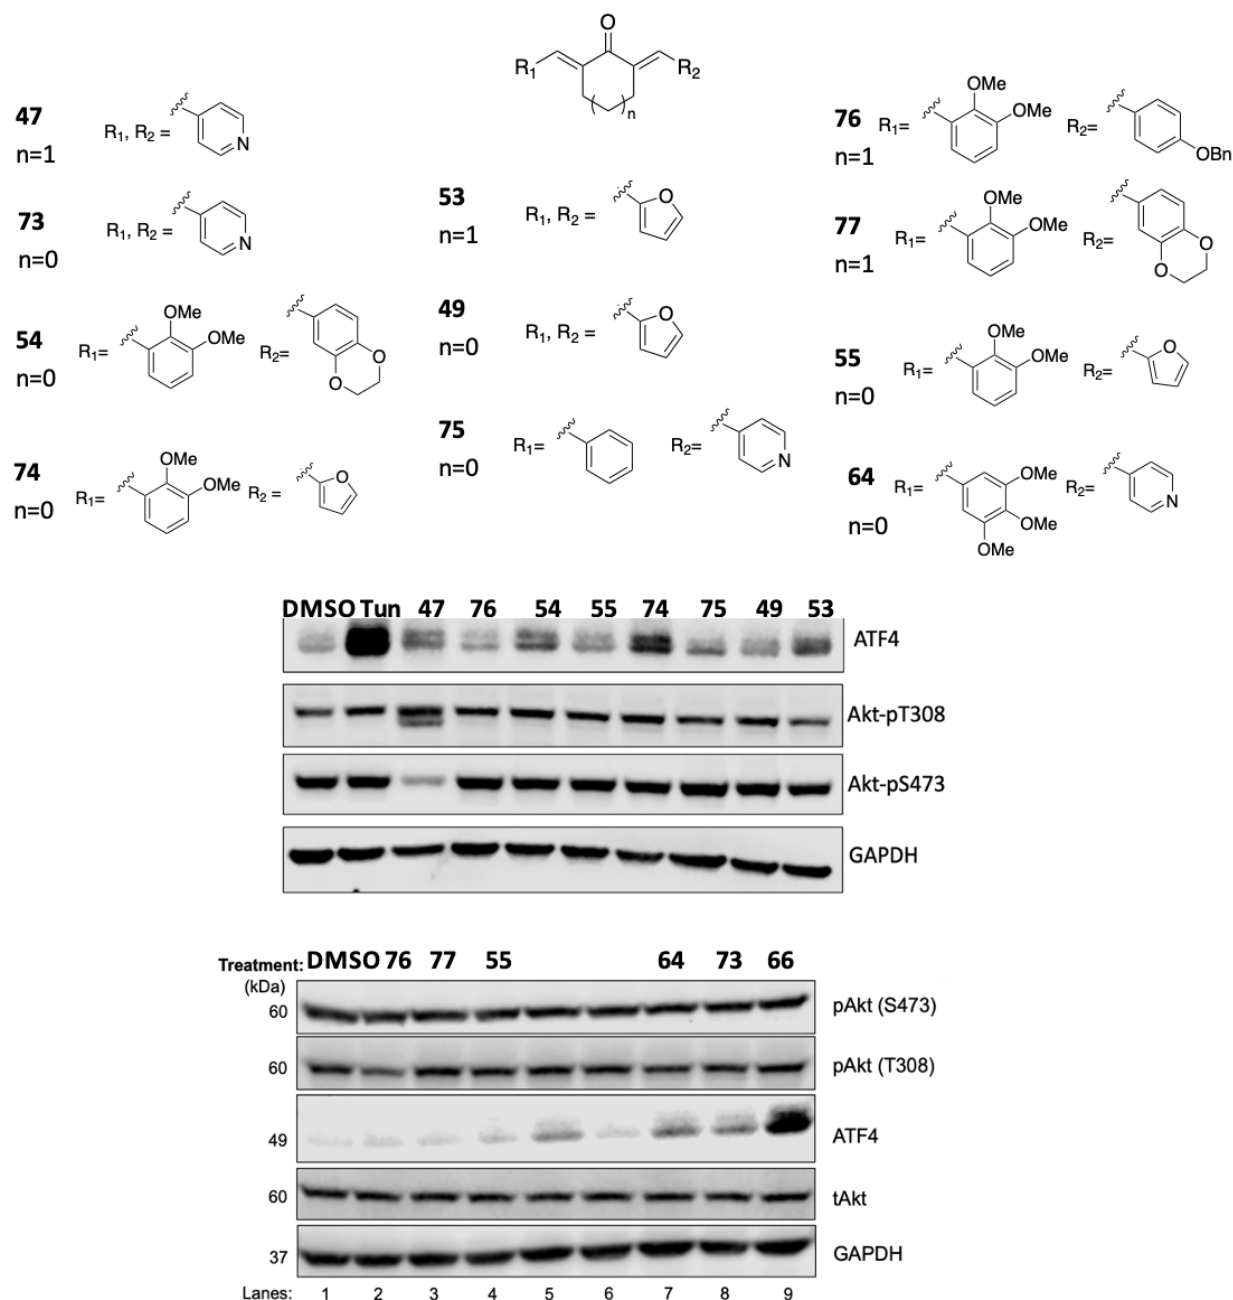 O
R1
R2
n
47
n=1
R1, R2 =
N
73
n=0
R1, R2 =
N
54
n=0
R1=
OMe
OMe
R2=
O
O
74
n=0
R1=
OMe
OMe
R2 =
O
53
n=1
R1, R2 =
O
49
n=0
R1, R2 =
O
75
n=0
R1=
R2=
N
76
n=1
R1=
OMe
OMe
R2=
OBn
77
n=1
R1=
OMe
OMe
R2=
O
O
55
n=0
R1=
OMe
OMe
R2=
O
64
n=0
R1=
OMe
OMe
OMe
R2=
N
DMSO Tun 47 76 54 55 74 75 49 53
ATF4
Akt-pT308
Akt-pS473
GAPDH
Treatment: DMSO 76 77 55 64 73 66
(kDa)
60 pAkt (S473)
60 pAkt (T308)
49 ATF4
60 tAkt
37 GAPDH
Lanes: 1 2 3 4 5 6 7 8 9